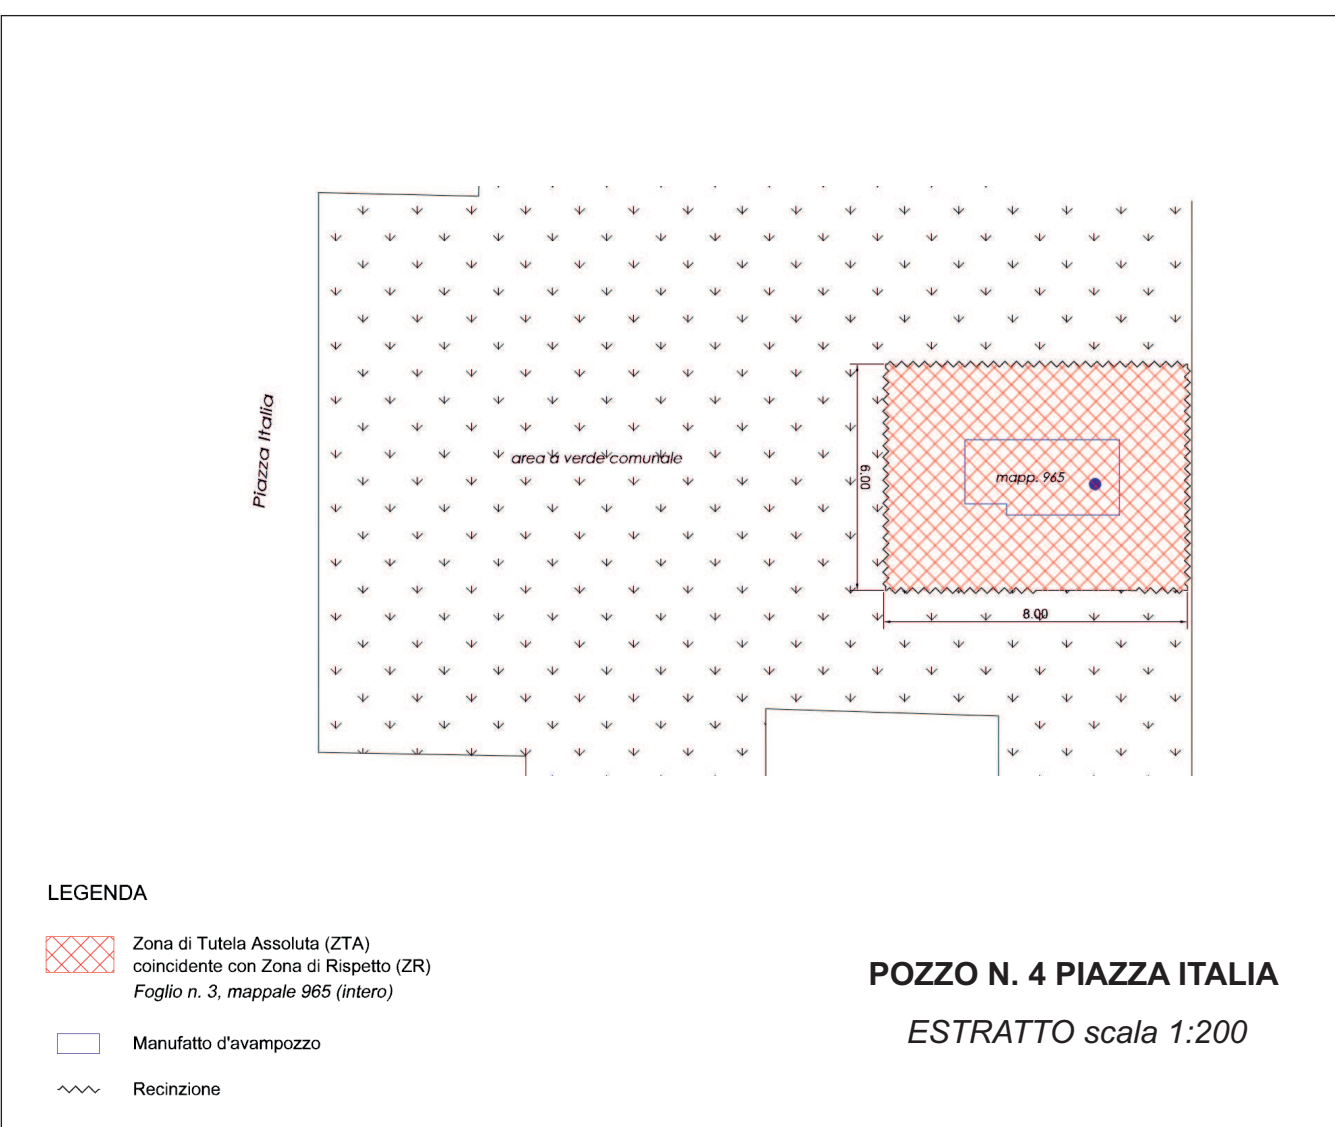 Piazza Italia
area a verde comunale
6.00
mapp. 965
8.00
LEGENDA
Zona di Tutela Assoluta (ZTA)
coincidente con Zona di Rispetto (ZR)
Foglio n. 3, mappale 965 (intero)
Manufatto d'avampozzo
Recinzione
POZZO N. 4 PIAZZA ITALIA
ESTRATTO scala 1:200